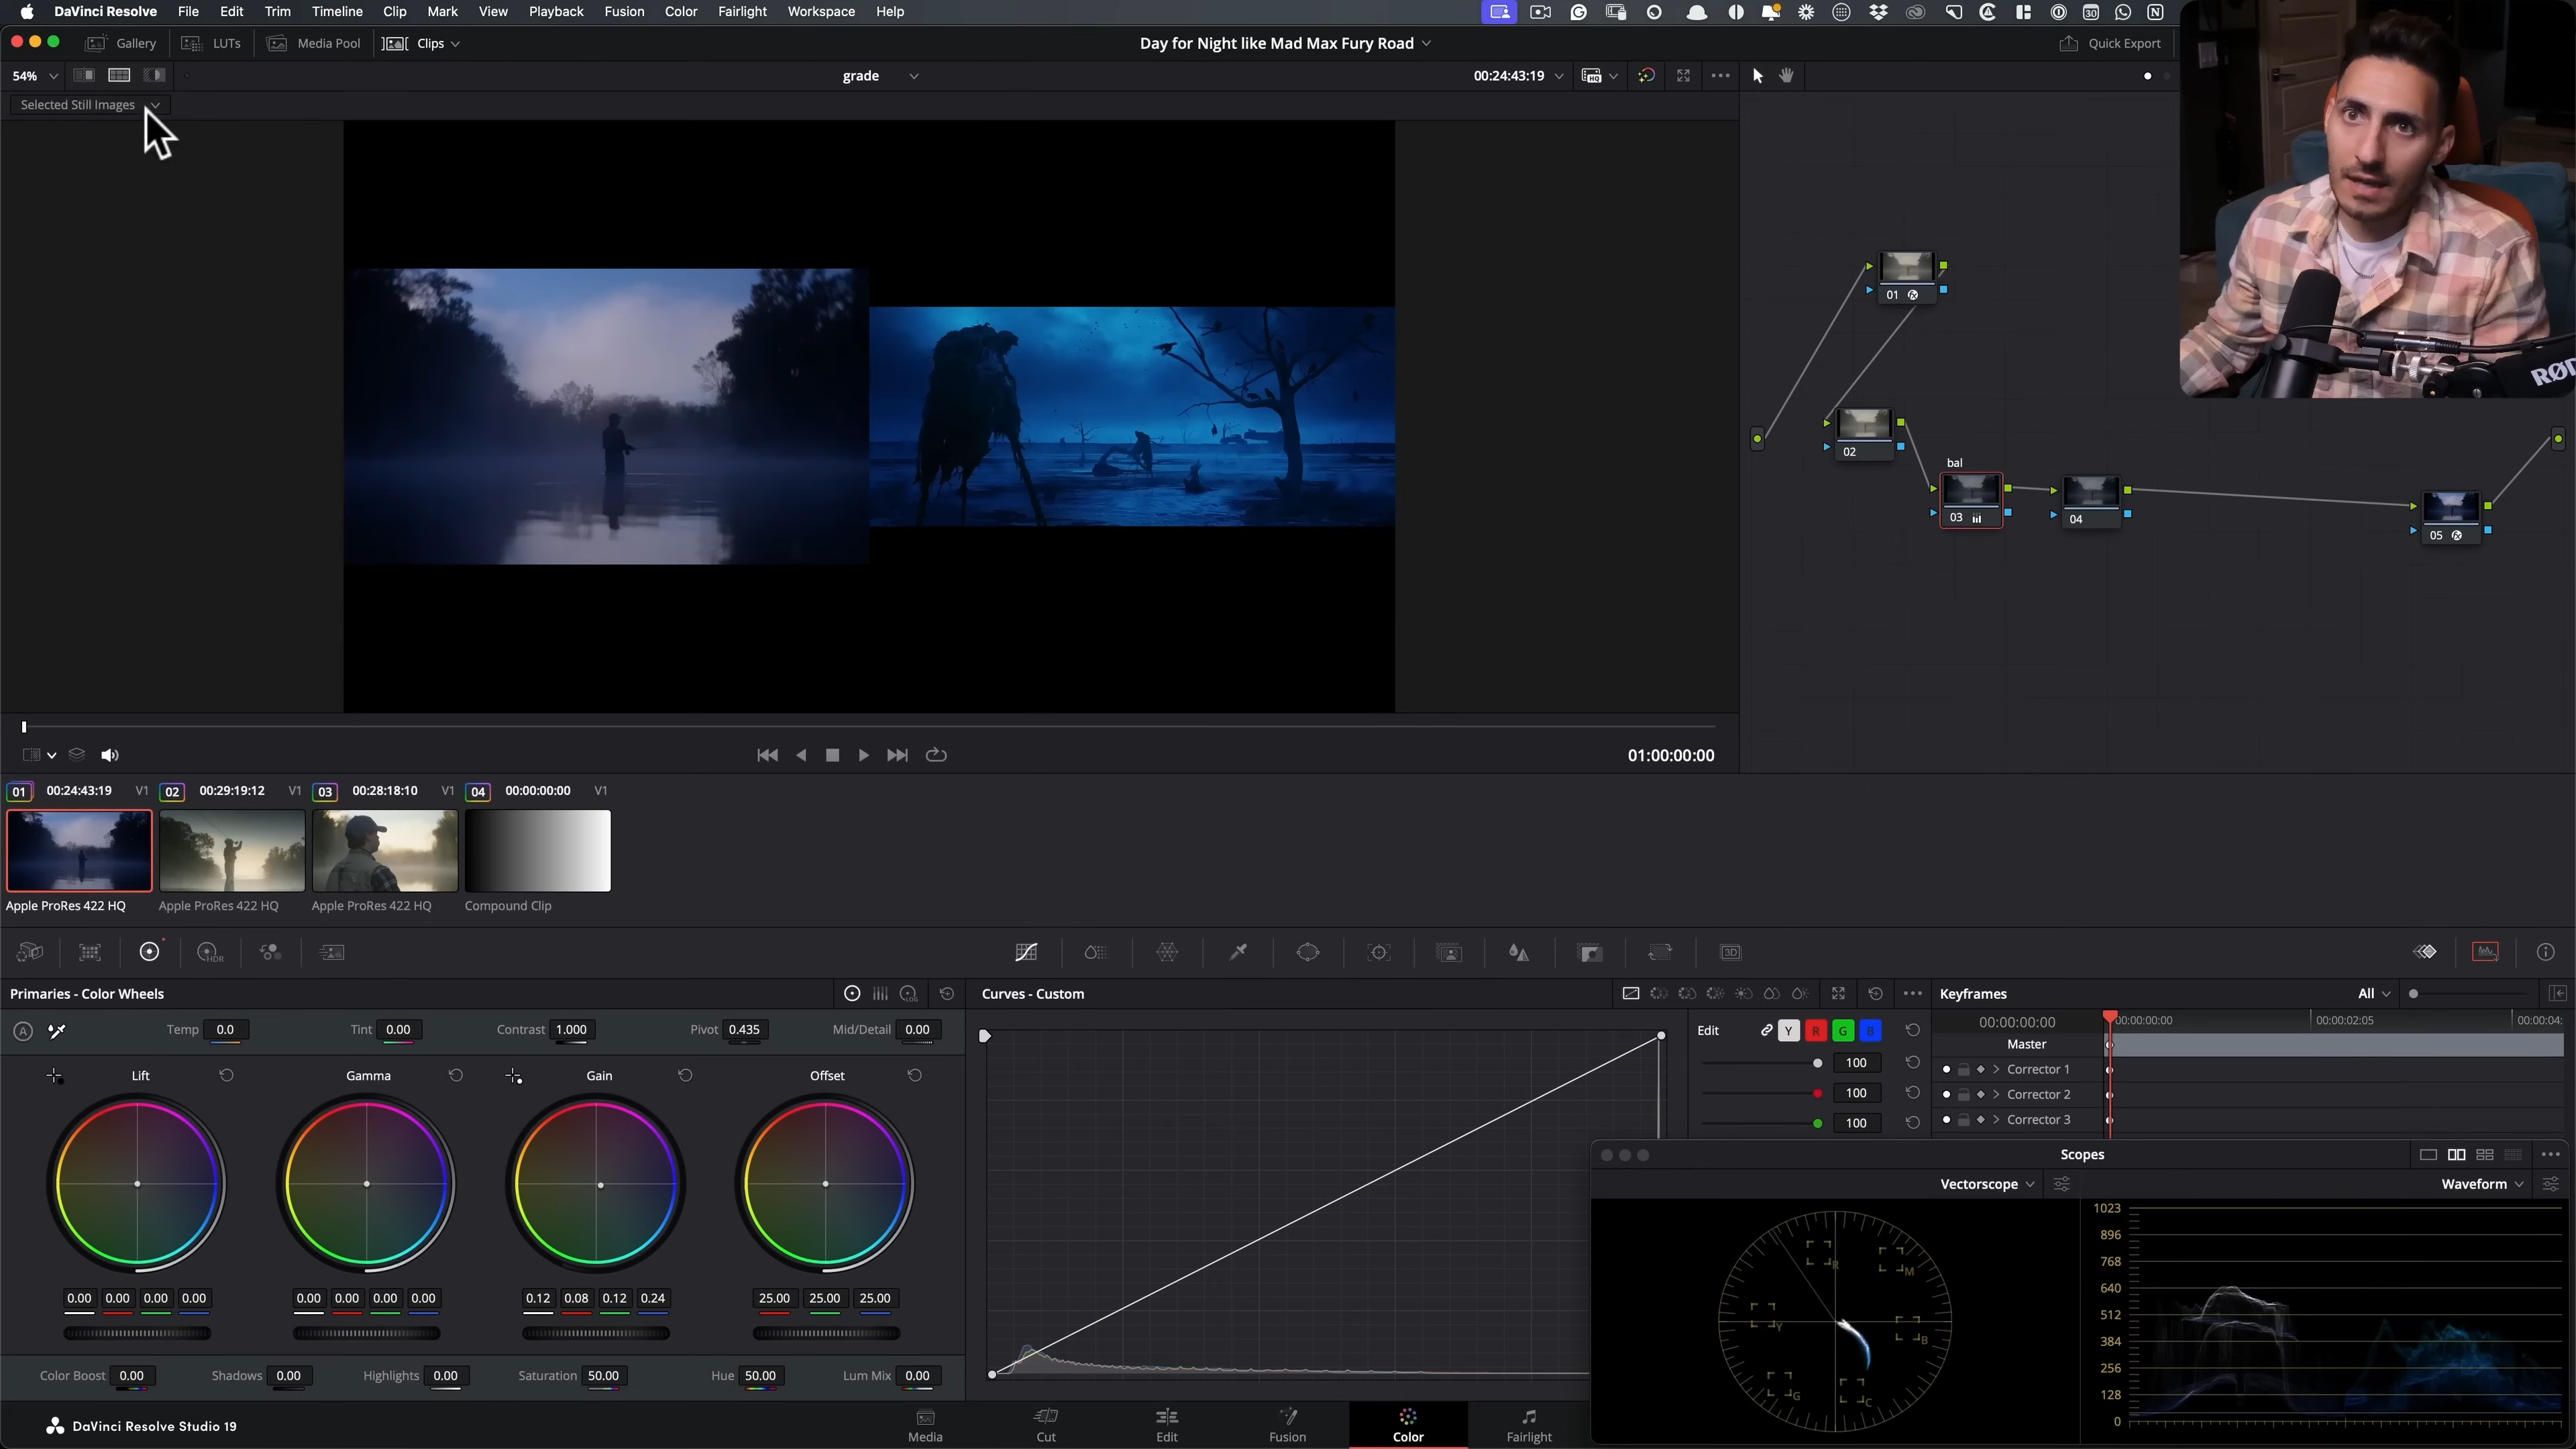 DaVinci Resolve File Edit Trim Timeline Clip Mark View Playback Fusion Color Fairlight Workspace Help
30
Gallery LUTs Media Pool Clips Day for Night like Mad Max Fury Road Quick Export
54% grade 00:24:43:19 HQ
Selected Still Images
RØD
01
02
bal
03
04
05
01:00:00:00
01 00:24:43:19 V1 02 00:29:19:12 V1 03 00:28:18:10 V1 04 00:00:00:00 V1
Apple ProRes 422 HQ Apple ProRes 422 HQ Apple ProRes 422 HQ Compound Clip
HDR 3D
Primaries - Color Wheels LOG Curves - Custom Keyframes All
A Temp 0.0 Tint 0.00 Contrast 1.000 Pivot 0.435 Mid/Detail 0.00
Edit Y R G B
100
100
100
00:00:00:00 00:00:00:00 00:00:02:05 00:00:04:
Master
Corrector 1
Corrector 2
Corrector 3
Lift Gamma Gain Offset
0.00 0.00 0.00 0.00 0.00 0.00 0.00 0.00 0.12 0.08 0.12 0.24 25.00 25.00 25.00
Color Boost 0.00 Shadows 0.00 Highlights 0.00 Saturation 50.00 Hue 50.00 Lum Mix 0.00
Scopes
Vectorscope Waveform
R M Y B G C
1023
896
768
640
512
384
256
128
0
DaVinci Resolve Studio 19
Media Cut Edit Fusion Color Fairlight